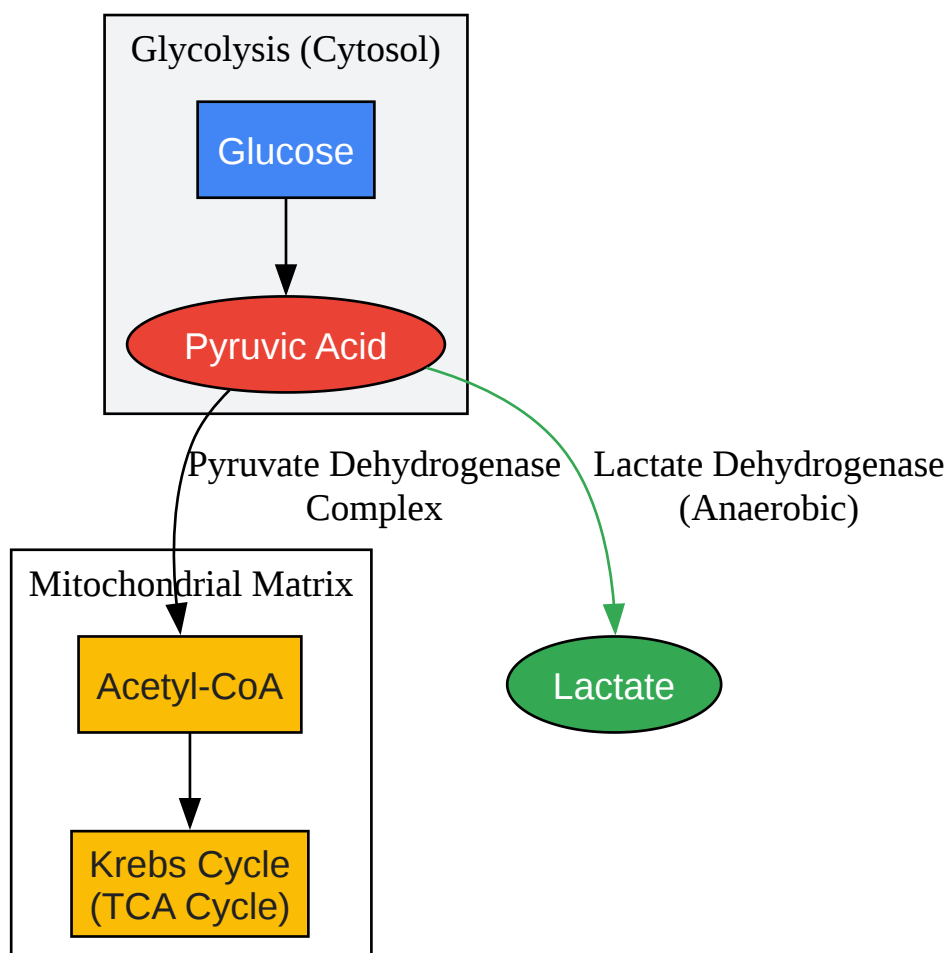 Glycolysis (Cytosol)
Glucose
Pyruvic Acid
Pyruvate Dehydrogenase
Complex
Lactate Dehydrogenase
(Anaerobic)
Mitochondrial Matrix
Acetyl-CoA
Lactate
Krebs Cycle
(TCA Cycle)